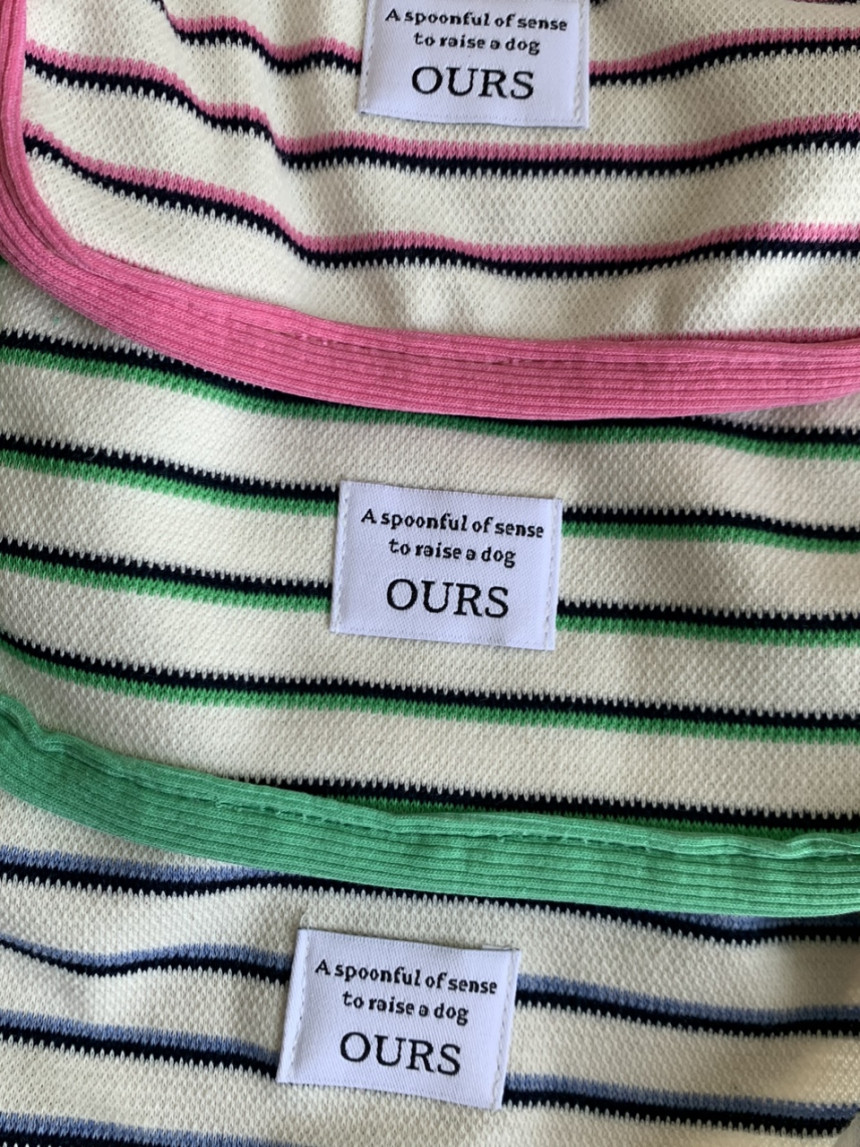 A spoonful of sense
to raise a dog
OURS
A spoonful of sense
to raise a dog
OURS
A spoonful of sense
to raise a dog
OURS